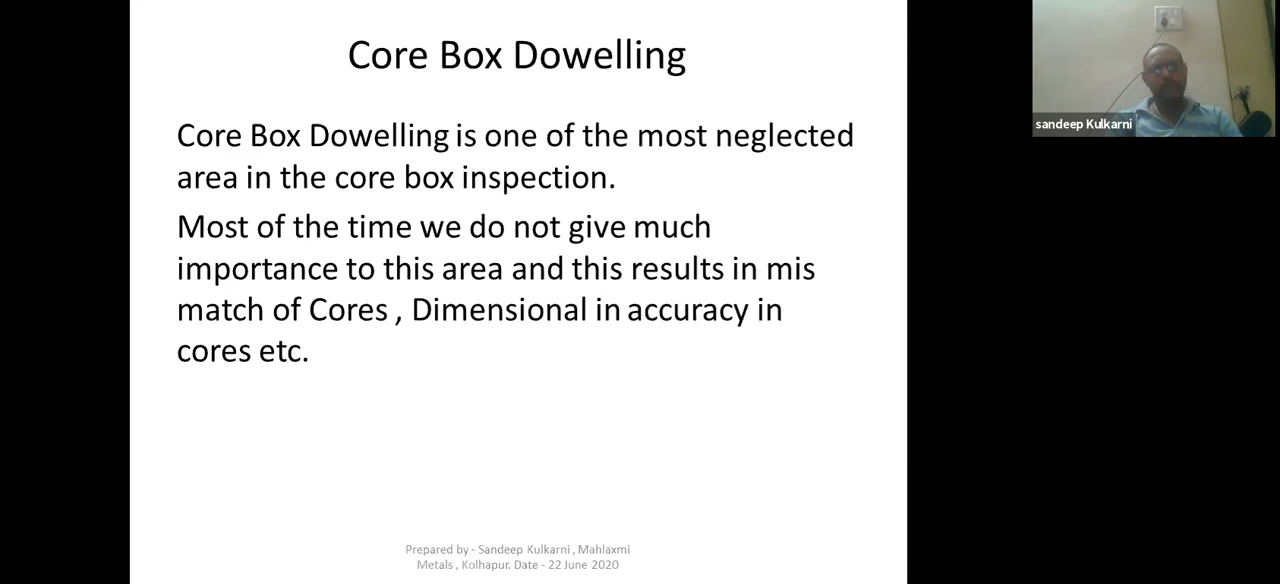 Core Box Dowelling
Core Box Dowelling is one of the most neglected
area in the core box inspection.
Most of the time we do not give much
importance to this area and this results in mis
match of Cores , Dimensional in accuracy in
cores etc.
Prepared by - Sandeep Kulkarni , Mahlaxmi
Metals , Kolhapur. Date - 22 June 2020
sandeep Kulkarni